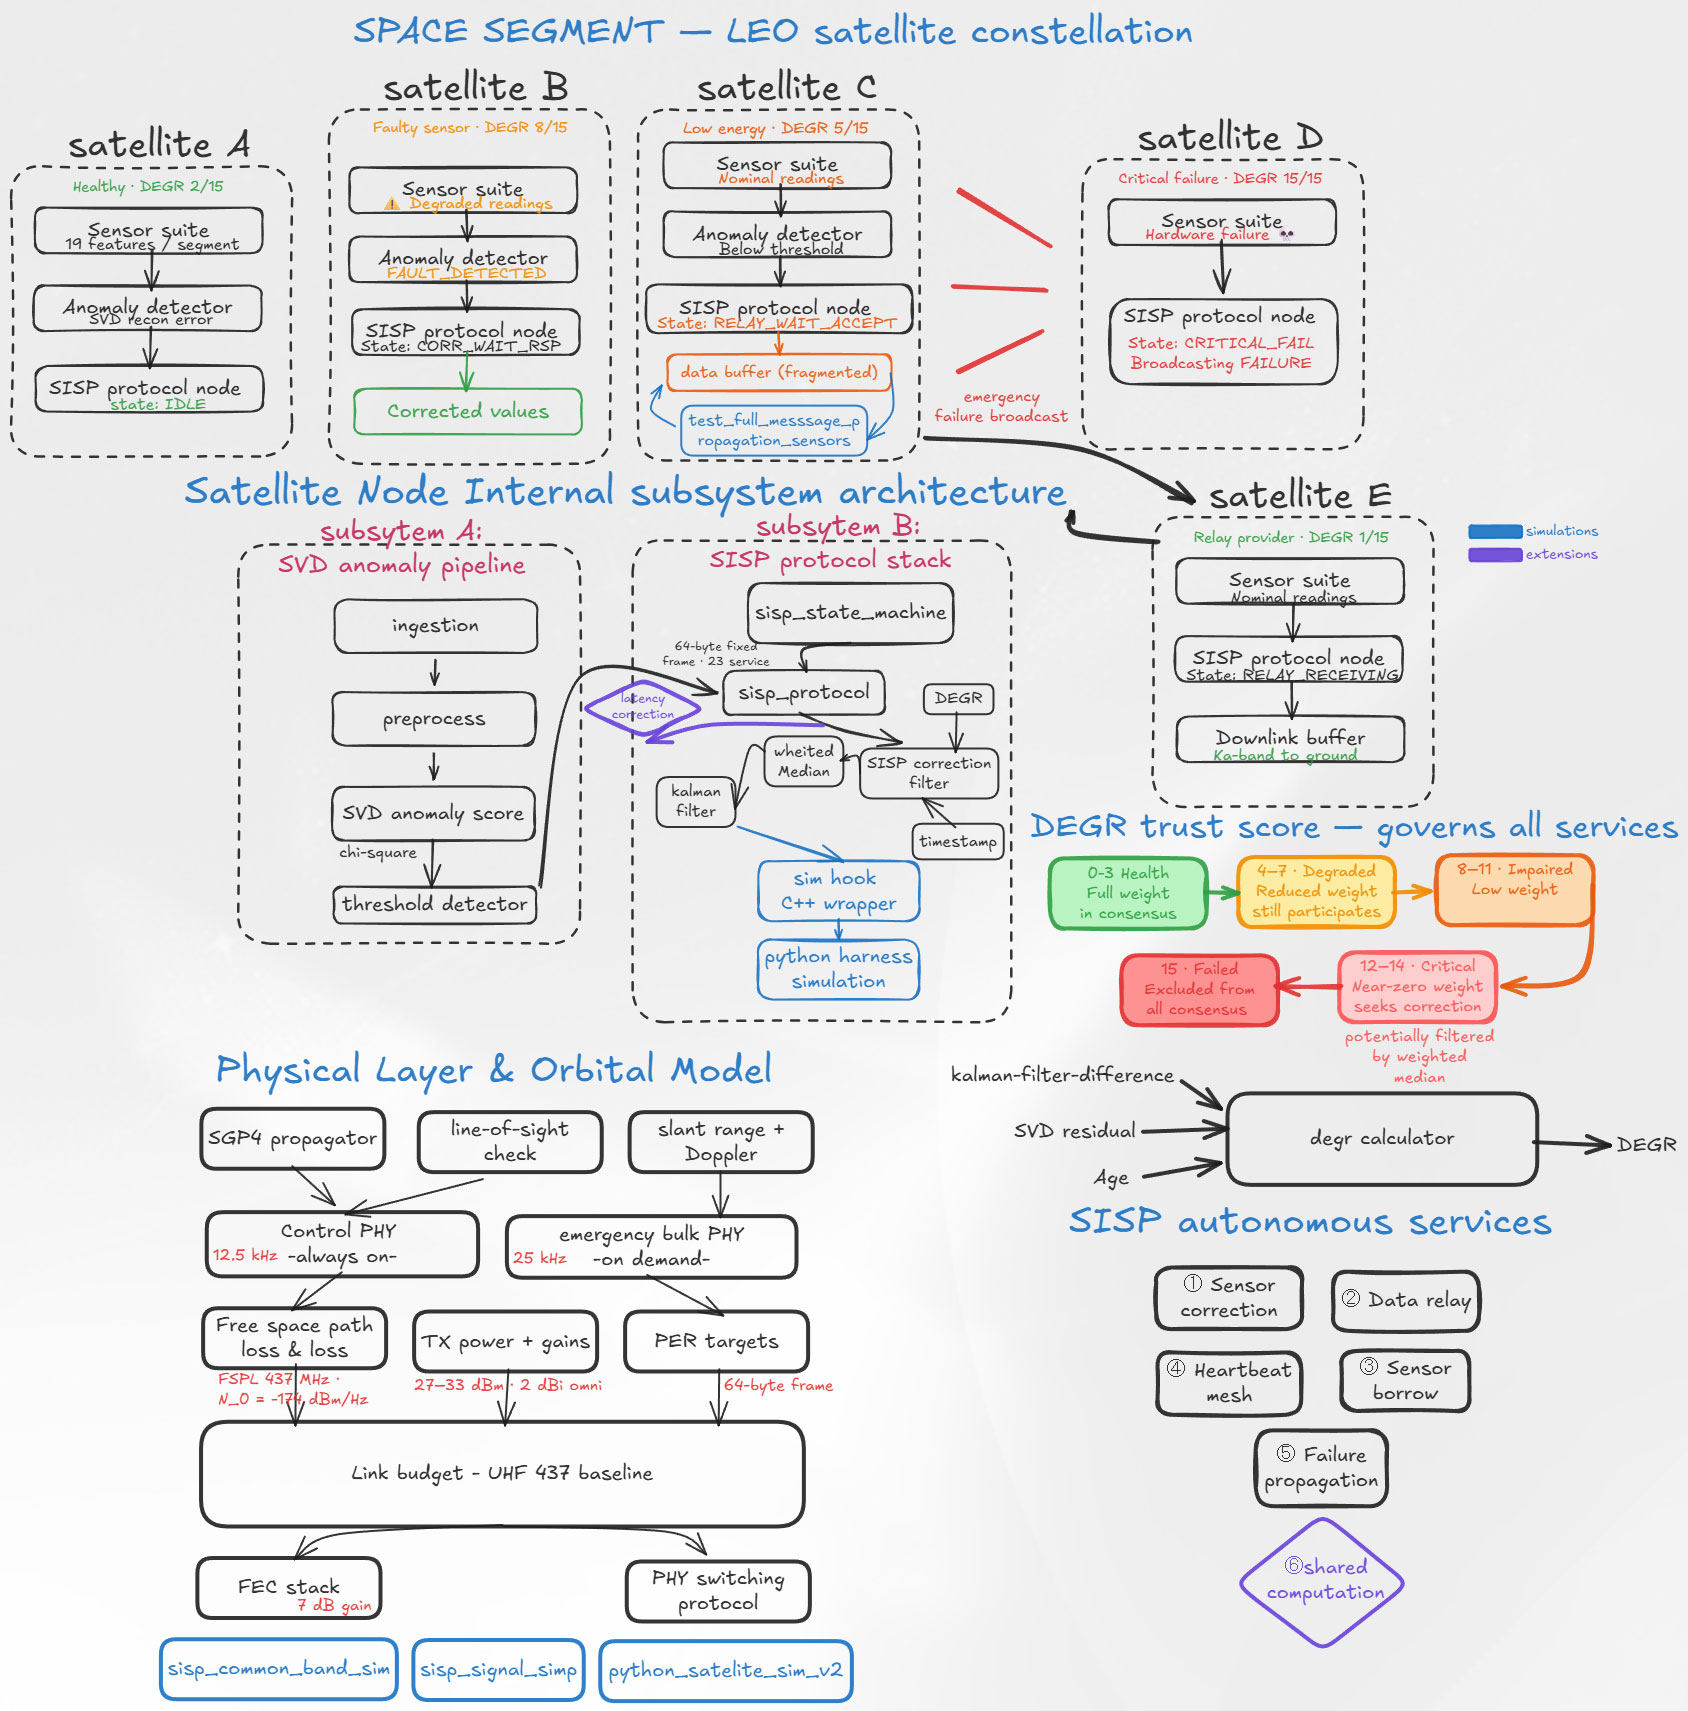 SPACE SEGMENT — LEO satellite constellation
satellite A
Healthy · DEGR 2/15
Sensor suite
19 features / segment
Anomaly detector
SVD recon error
SISP protocol node
state: IDLE
satellite B
Faulty sensor · DEGR 8/15
Sensor suite
⚠ Degraded readings
Anomaly detector
FAULT_DETECTED
SISP protocol node
State: CORR_WAIT_RSP
Corrected values
satellite C
Low energy · DEGR 5/15
Sensor suite
Nominal readings
Anomaly detector
Below threshold
SISP protocol node
State: RELAY_WAIT_ACCEPT
data buffer (fragmented)
test_full_messsage_p
ropagation_sensors
emergency
failure broadcast
satellite D
Critical failure · DEGR 15/15
Sensor suite
Hardware failure ☠
SISP protocol node
State: CRITICAL_FAIL
Broadcasting FAILURE
satellite E
Relay provider · DEGR 1/15
Sensor suite
Nominal readings
SISP protocol node
State: RELAY_RECEIVING
Downlink buffer
Ka-band to ground
simulations
extensions
Satellite Node Internal subsystem architecture
subsytem A:
SVD anomaly pipeline
ingestion
preprocess
SVD anomaly score
chi-square
threshold detector
subsytem B:
SISP protocol stack
sisp_state_machine
64-byte fixed
frame · 23 service
sisp_protocol
latency
correction
DEGR
wheited
Median
SISP correction
filter
kalman
filter
timestamp
sim hook
C++ wrapper
python harness
simulation
DEGR trust score — governs all services
0-3 Health
Full weight
in consensus
4–7 · Degraded
Reduced weight
still participates
8–11 · Impaired
Low weight
12–14 · Critical
Near-zero weight
seeks correction
15 · Failed
Excluded from
all consensus
potentially filtered
by weighted
median
kalman-filter-difference
SVD residual
Age
degr calculator
DEGR
Physical Layer & Orbital Model
SGP4 propagator
line-of-sight
check
slant range +
Doppler
Control PHY
12.5 kHz -always on-
emergency bulk PHY
25 kHz -on demand-
Free space path
loss & loss
FSPL 437 MHz ·
N_0 = -174 dBm/Hz
TX power + gains
27–33 dBm · 2 dBi omni
PER targets
64-byte frame
Link budget - UHF 437 baseline
FEC stack
7 dB gain
PHY switching
protocol
sisp_common_band_sim
sisp_signal_simp
python_satelite_sim_v2
SISP autonomous services
① Sensor
correction
② Data relay
④ Heartbeat
mesh
③ Sensor
borrow
⑤ Failure
propagation
⑥shared
computation